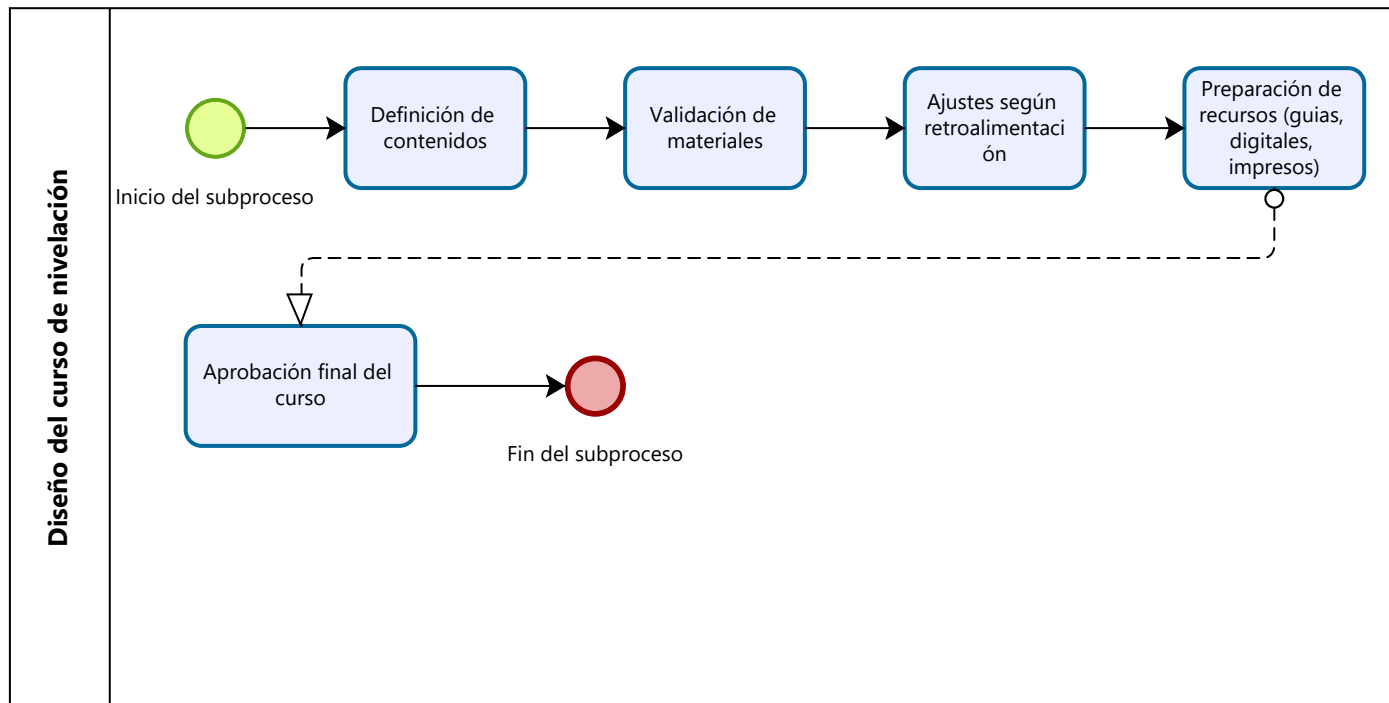 Diseño del curso de nivelación
Inicio del subproceso
Definición de
contenidos
Validación de
materiales
Ajustes según
retroalimentaci
ón
Preparación de
recursos (guias,
digitales,
impresos)
Aprobación final del
curso
Fin del subproceso